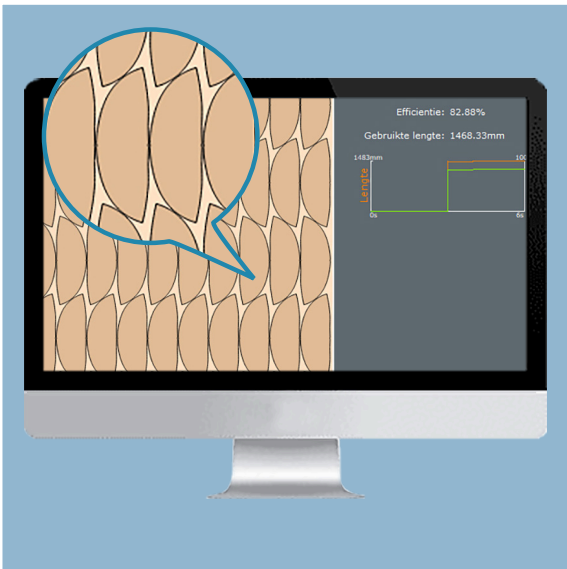 Efficientie: 82.88%
Gebruikte lengte: 1468.33mm
1483mm
100
Lengte
0s
6s